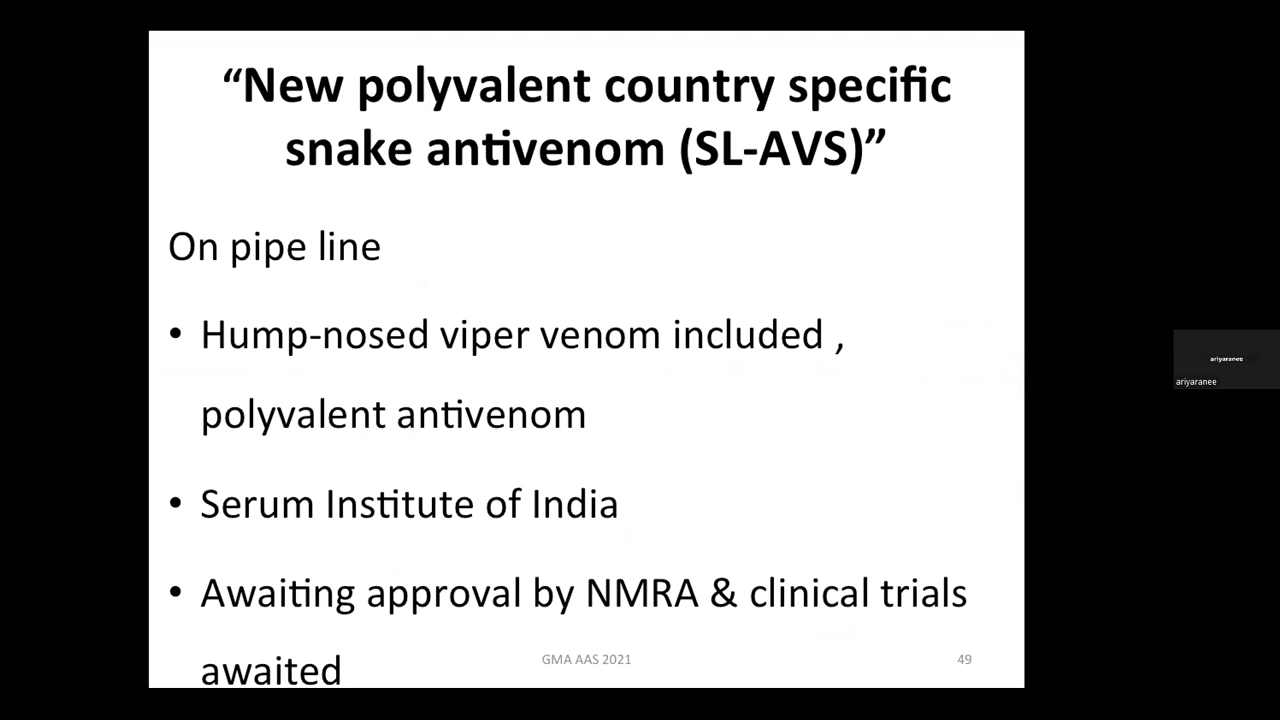 “New polyvalent country specific
snake antivenom (SL-AVS)”
On pipe line
• Hump-nosed viper venom included ,
polyvalent antivenom
• Serum Institute of India
• Awaiting approval by NMRA & clinical trials
awaited
GMA AAS 2021
49
ariyaranee
ariyaranee